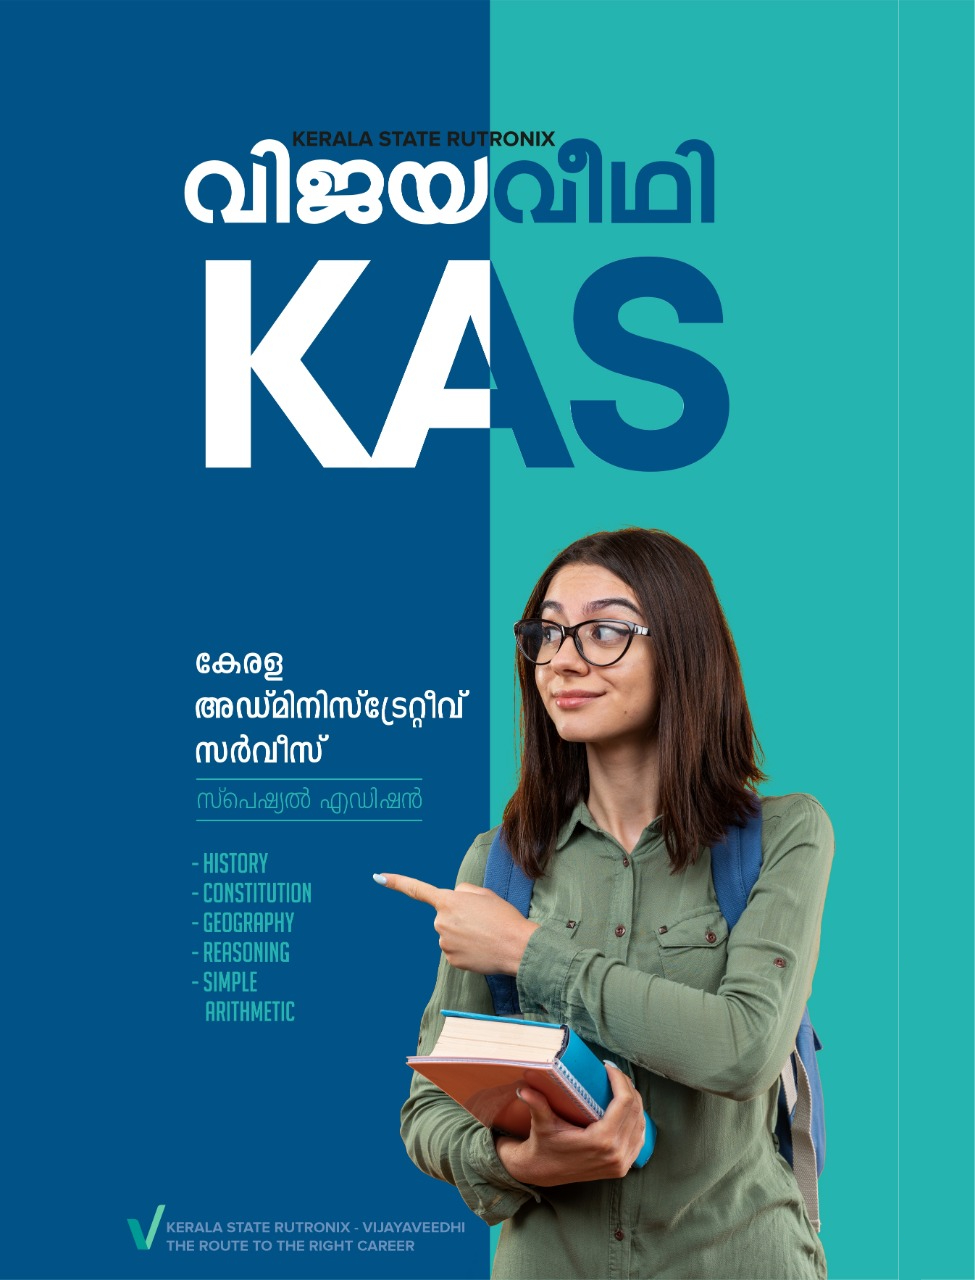 KERALA STATE RUTRONIX
വിജയവീഥി
KAS
കേരള
അഡ്മിനിസ്ട്രേറ്റീവ്
സർവീസ്
സ്പെഷ്യൽ എഡിഷൻ
- HISTORY
- CONSTITUTION
- GEOGRAPHY
- REASONING
- SIMPLE
ARITHMETIC
KERALA STATE RUTRONIX - VIJAYAVEEDHI
THE ROUTE TO THE RIGHT CAREER